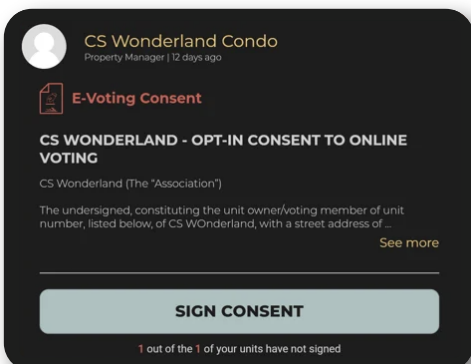 CS Wonderland Condo
Property Manager | 12 days ago
E-Voting Consent
CS WONDERLAND - OPT-IN CONSENT TO ONLINE
VOTING
CS Wonderland (The "Association")
The undersigned, constituting the unit owner/voting member of unit
number, listed below, of CS WOnderland, with a street address of ...
See more
SIGN CONSENT
1 out of the 1 of your units have not signed